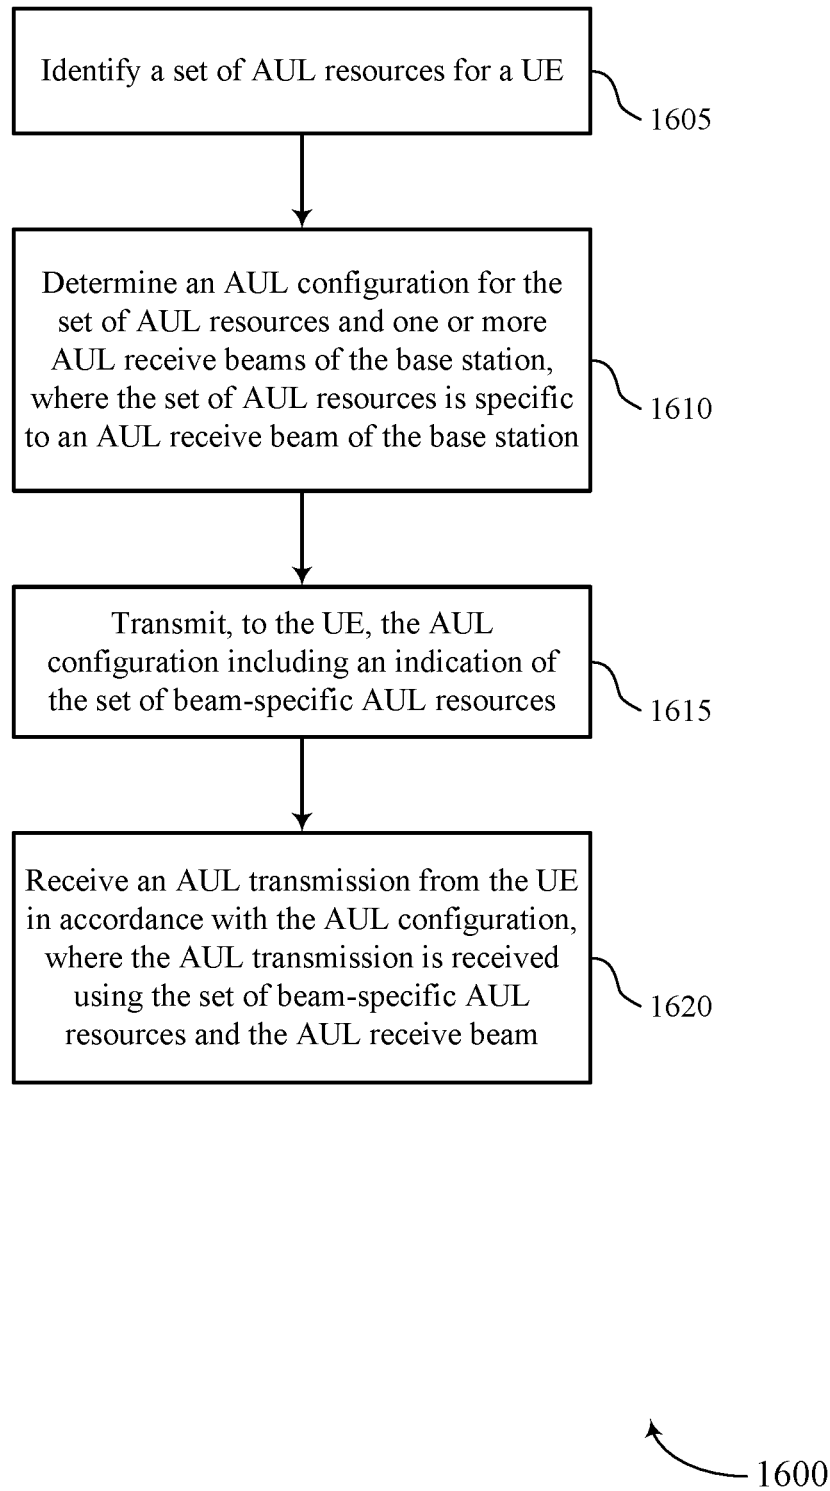 Identify a set of AUL resources for a UE
1605
Determine an AUL configuration for the
set of AUL resources and one or more
AUL receive beams of the base station,
where the set of AUL resources is specific
to an AUL receive beam of the base station
1610
Transmit, to the UE, the AUL
configuration including an indication of
the set of beam-specific AUL resources
1615
Receive an AUL transmission from the UE
in accordance with the AUL configuration,
where the AUL transmission is received
using the set of beam-specific AUL
resources and the AUL receive beam
1620
1600